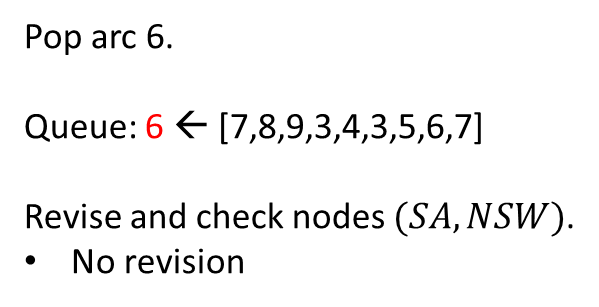 Pop arc 6.
Queue: 6 ← [7,8,9,3,4,3,5,6,7]
Revise and check nodes (SA, NSW).
• No revision